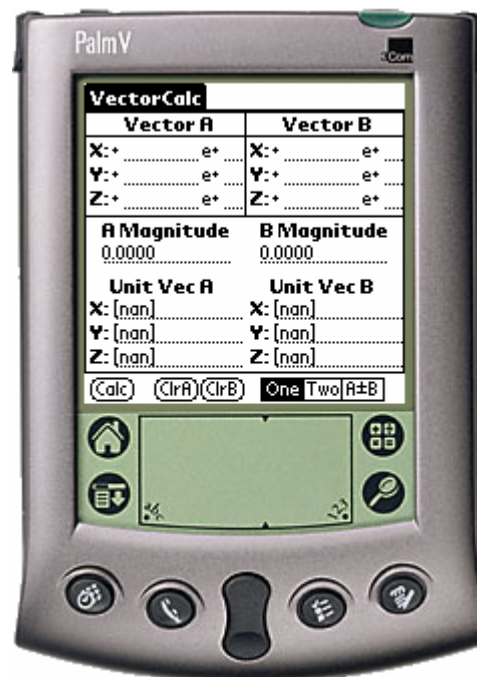 PalmV
3Com
VectorCalc
Vector A Vector B
X:+ e+ X:+ e+
Y:+ e+ Y:+ e+
Z:+ e+ Z:+ e+
A Magnitude B Magnitude
0.0000 0.0000
Unit Vec A Unit Vec B
X: [nan] X: [nan]
Y: [nan] Y: [nan]
Z: [nan] Z: [nan]
Calc ClrA ClrB One Two A±B
123